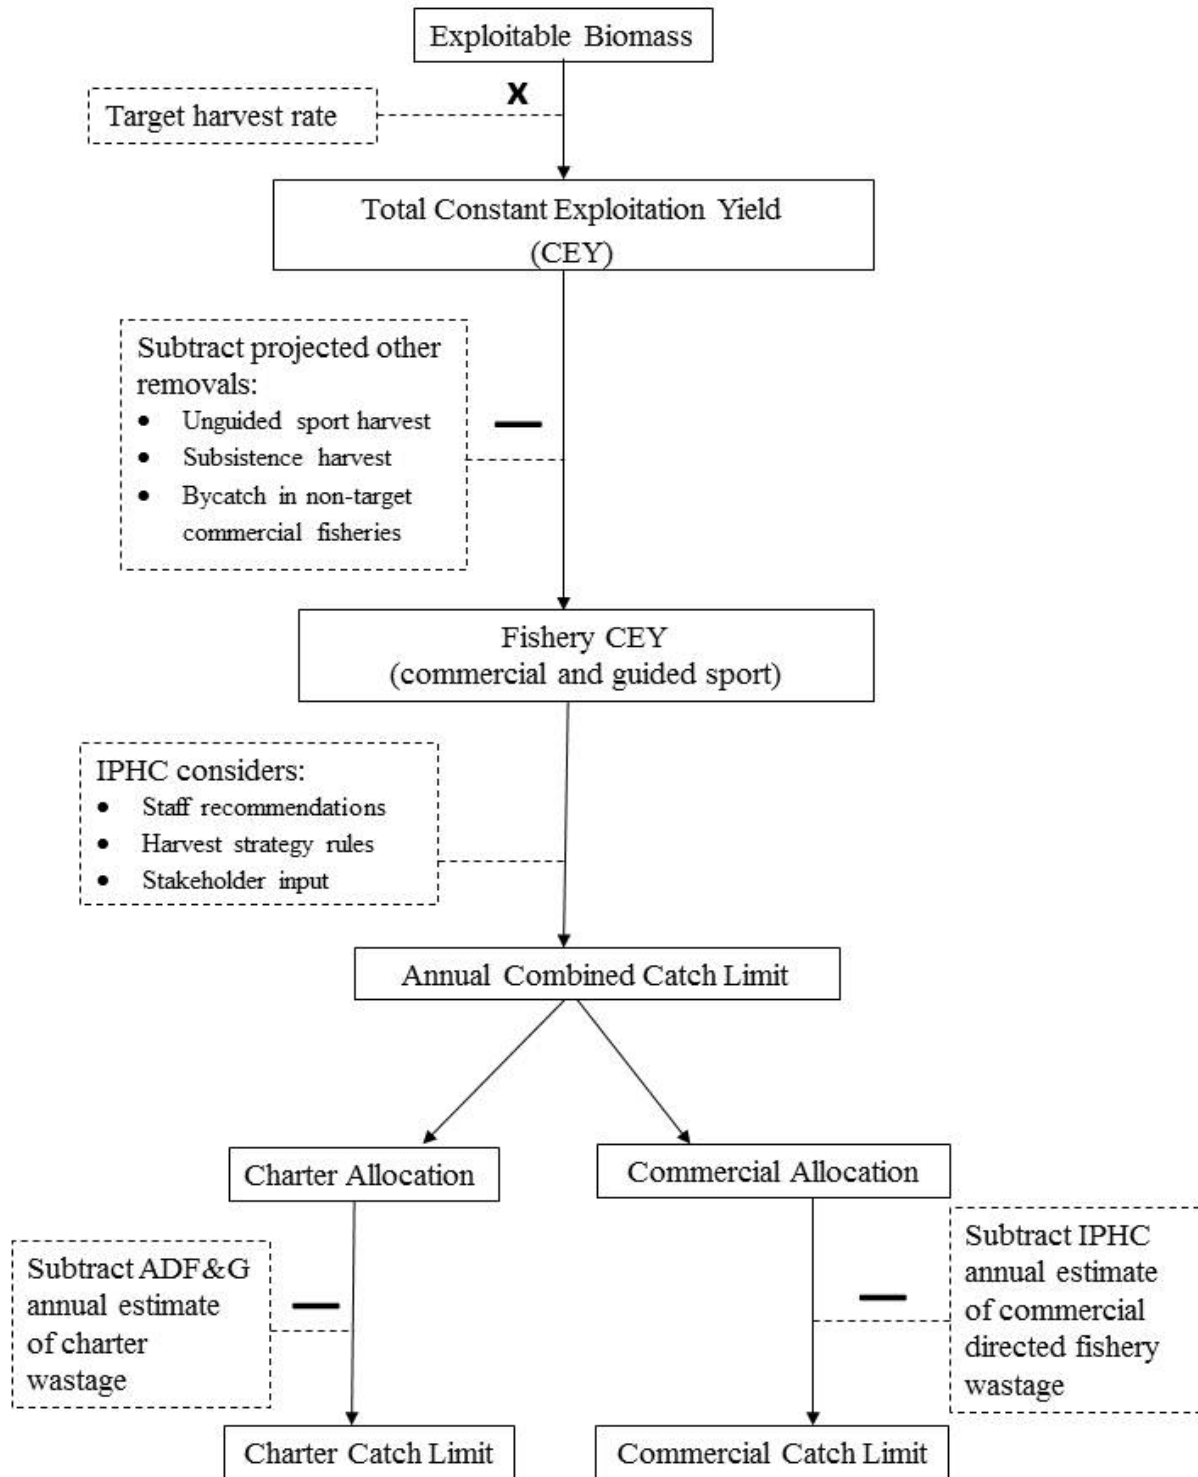 Exploitable Biomass
x
Target harvest rate
Total Constant Exploitation Yield
(CEY)
Subtract projected other
removals:
• Unguided sport harvest
• Subsistence harvest
• Bycatch in non-target
commercial fisheries
—
Fishery CEY
(commercial and guided sport)
IPHC considers:
• Staff recommendations
• Harvest strategy rules
• Stakeholder input
Annual Combined Catch Limit
Charter Allocation
Commercial Allocation
Subtract ADF&G
annual estimate
of charter
wastage
—
Subtract IPHC
annual estimate
of commercial
directed fishery
wastage
—
Charter Catch Limit
Commercial Catch Limit